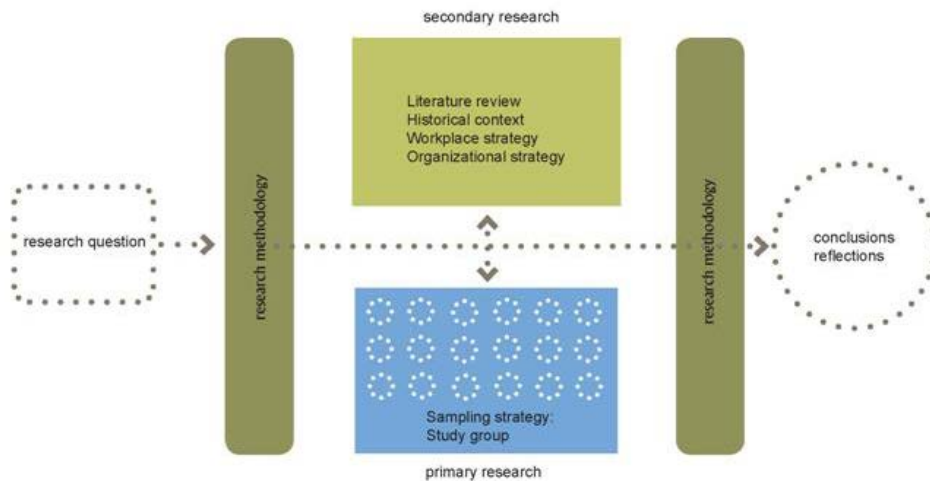 secondary research
Literature review
Historical context
Workplace strategy
Organizational strategy
research question
research methodology
research methodology
conclusions
reflections
Sampling strategy:
Study group
primary research